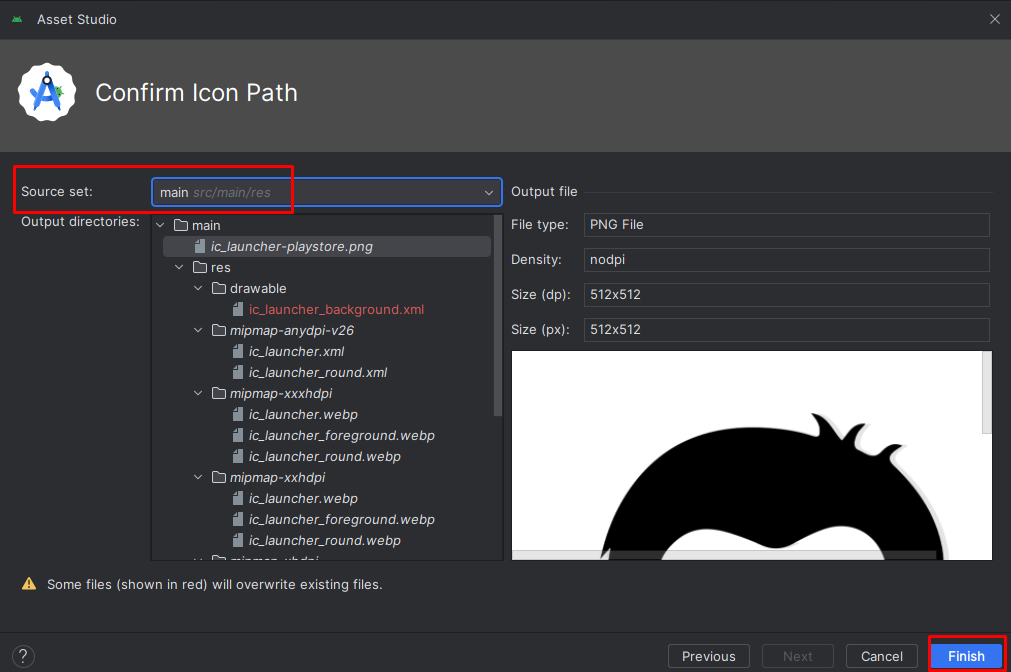 Asset Studio
Confirm Icon Path
Source set:
main src/main/res
Output directories:
main
ic_launcher-playstore.png
res
drawable
ic_launcher_background.xml
mipmap-anydpi-v26
ic_launcher.xml
ic_launcher_round.xml
mipmap-xxxhdpi
ic_launcher.webp
ic_launcher_foreground.webp
ic_launcher_round.webp
mipmap-xxhdpi
ic_launcher.webp
ic_launcher_foreground.webp
ic_launcher_round.webp
mipmap-xhdpi
Output file
File type: PNG File
Density: nodpi
Size (dp): 512x512
Size (px): 512x512
Some files (shown in red) will overwrite existing files.
?
Previous
Next
Cancel
Finish